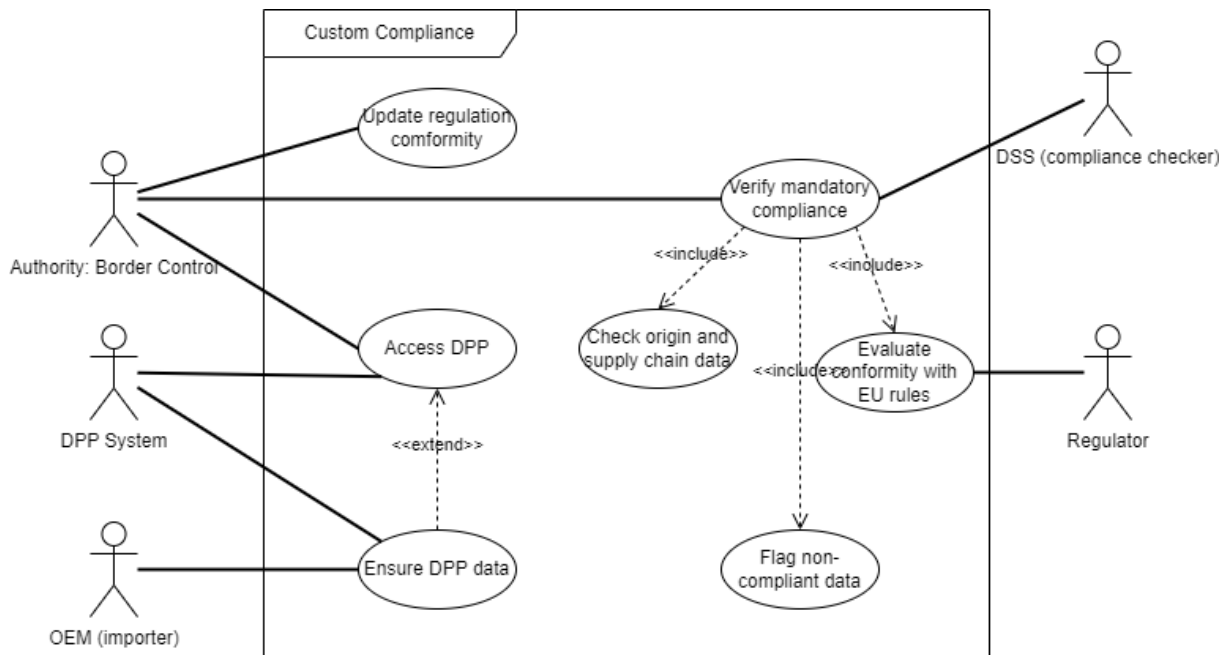 Custom Compliance
Update regulation
comformity
DSS (compliance checker)
Verify mandatory
compliance
Authority: Border Control
<<include>>
<<include>>
Access DPP
Check origin and
supply chain data
Evaluate
conformity with
EU rules
<<include>>
DPP System
Regulator
<<extend>>
Ensure DPP data
Flag non-
compliant data
OEM (importer)